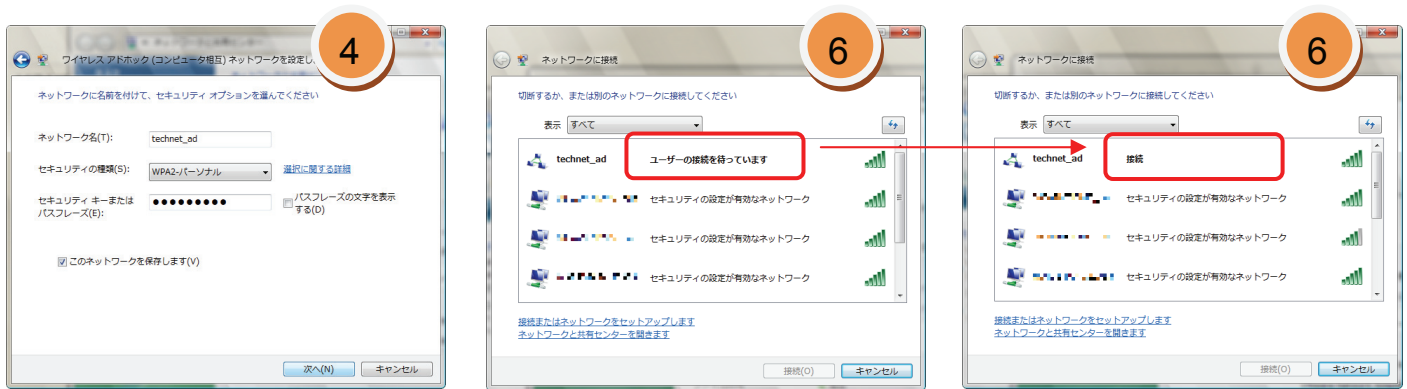 4
ワイヤレス アドホック (コンピュータ相互) ネットワークを設定し
ネットワークに名前を付けて、セキュリティ オプションを選んでください
ネットワーク名(T):
technet_ad
セキュリティの種類(S):
WPA2-パーソナル
選択に関する詳細
セキュリティ キーまたは
パスフレーズ(E):
●●●●●●●●●
パスフレーズの文字を表示
する(D)
このネットワークを保存します(V)
次へ(N)
キャンセル
6
ネットワークに接続
切断するか、または別のネットワークに接続してください
表示 すべて
technet_ad ユーザーの接続を待っています
セキュリティの設定が有効なネットワーク
セキュリティの設定が有効なネットワーク
セキュリティの設定が有効なネットワーク
接続またはネットワークをセットアップします
ネットワークと共有センターを開きます
接続(O)
キャンセル
6
ネットワークに接続
切断するか、または別のネットワークに接続してください
表示 すべて
technet_ad 接続
セキュリティの設定が有効なネットワーク
セキュリティの設定が有効なネットワーク
セキュリティの設定が有効なネットワーク
接続またはネットワークをセットアップします
ネットワークと共有センターを開きます
接続(O)
キャンセル